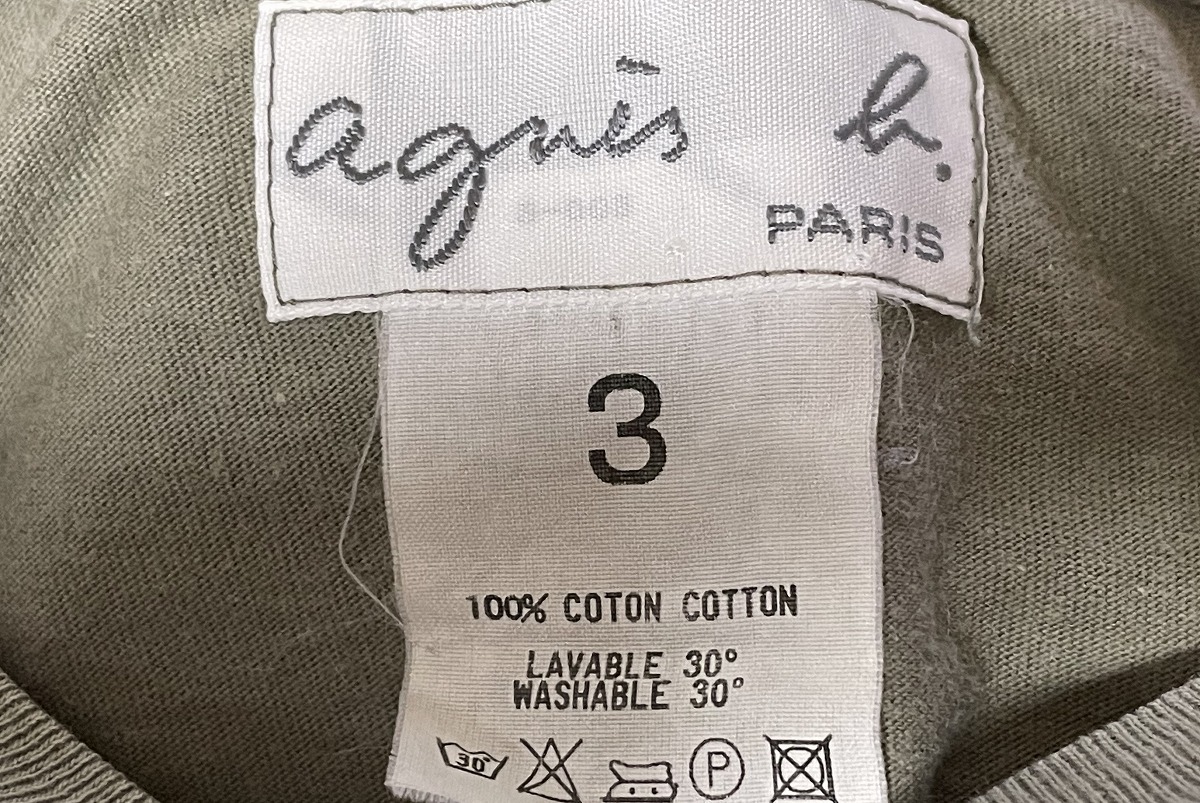 agnès b.
PARIS
3
100% COTON COTTON
LAVABLE 30°
WASHABLE 30°
30° P